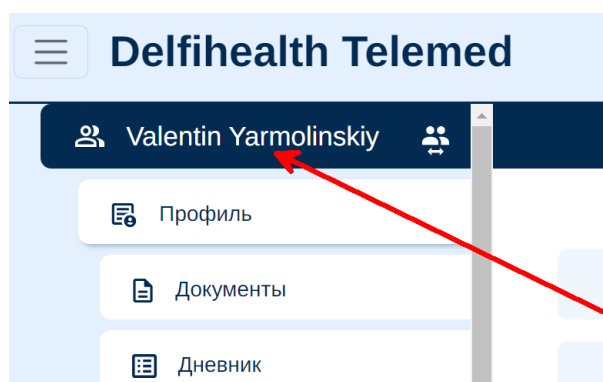 Delfihealth Telemed
Valentin Yarmolinskiy
Профиль
Документы
Дневник